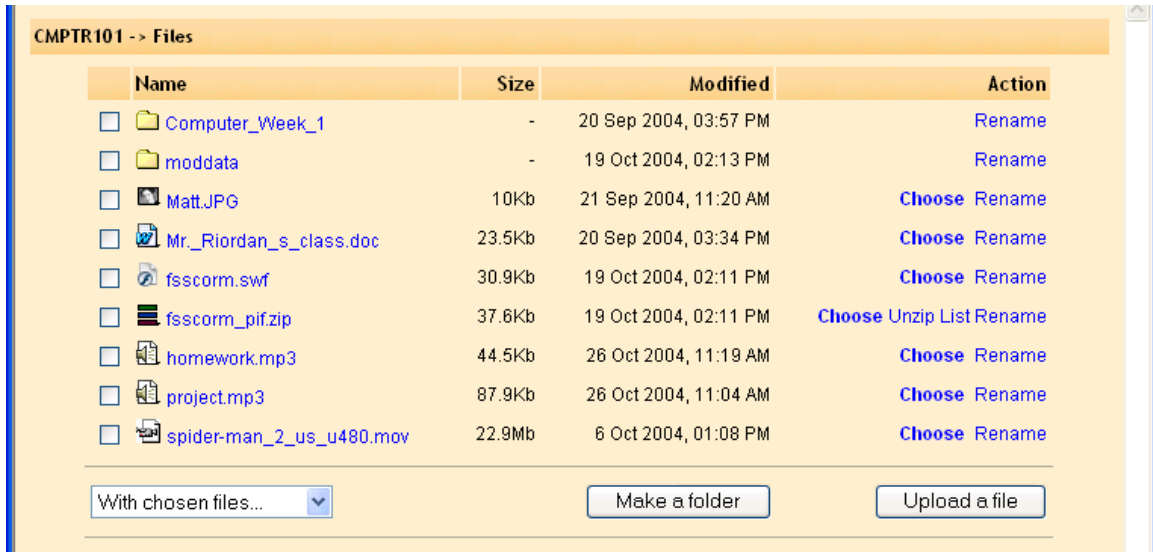 CMPTR101 -> Files
Name Size Modified Action
Computer_Week_1 - 20 Sep 2004, 03:57 PM Rename
moddata - 19 Oct 2004, 02:13 PM Rename
Matt.JPG 10Kb 21 Sep 2004, 11:20 AM Choose Rename
Mr._Riordan_s_class.doc 23.5Kb 20 Sep 2004, 03:34 PM Choose Rename
fsscorm.swf 30.9Kb 19 Oct 2004, 02:11 PM Choose Rename
fsscorm_pif.zip 37.6Kb 19 Oct 2004, 02:11 PM Choose Unzip List Rename
homework.mp3 44.5Kb 26 Oct 2004, 11:19 AM Choose Rename
project.mp3 87.9Kb 26 Oct 2004, 11:04 AM Choose Rename
spider-man_2_us_u480.mov 22.9Mb 6 Oct 2004, 01:08 PM Choose Rename
With chosen files... Make a folder Upload a file